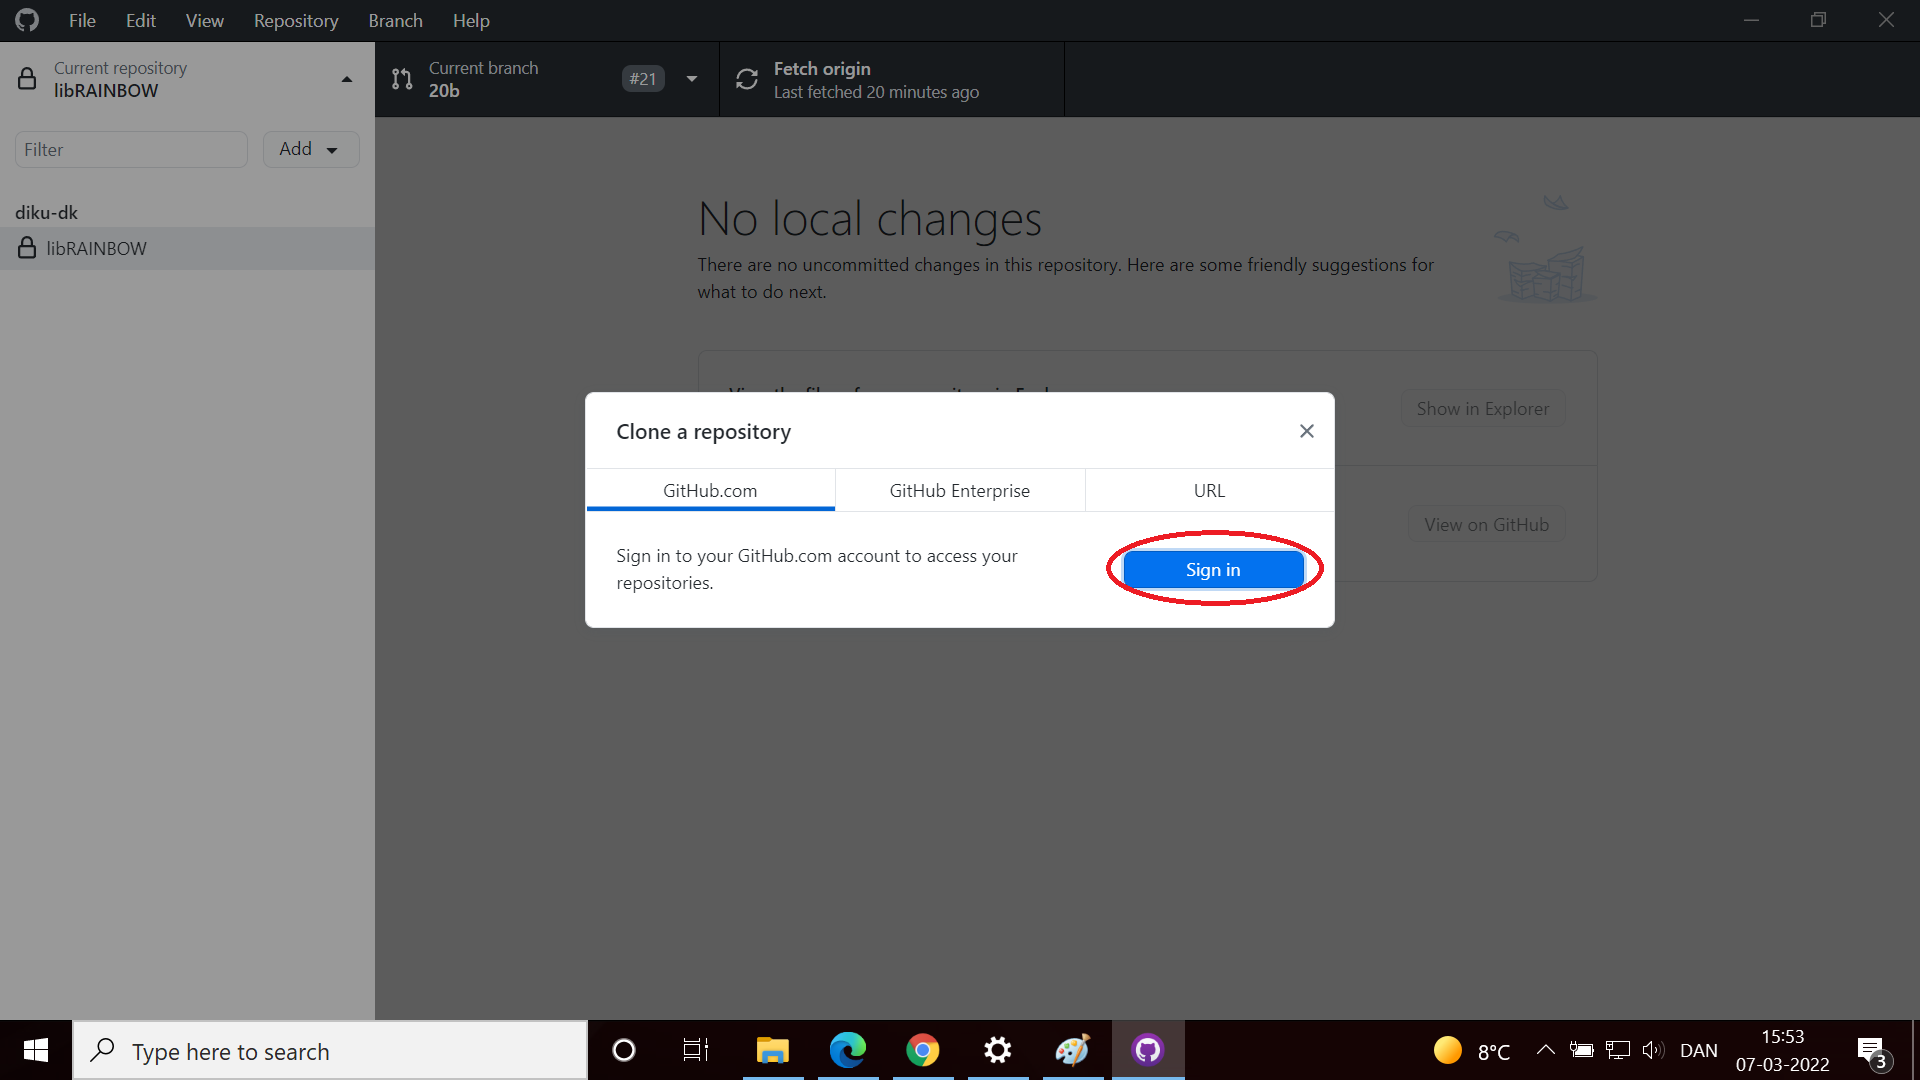 File Edit View Repository Branch Help
Current repository
libRAINBOW
Current branch
20b
#21
Fetch origin
Last fetched 20 minutes ago
Filter
Add
diku-dk
libRAINBOW
No local changes
There are no uncommitted changes in this repository. Here are some friendly suggestions for
what to do next.
Show in Explorer
View on GitHub
Clone a repository
GitHub.com
GitHub Enterprise
URL
Sign in to your GitHub.com account to access your
repositories.
Sign in
Type here to search
8°C
DAN
15:53
07-03-2022
3